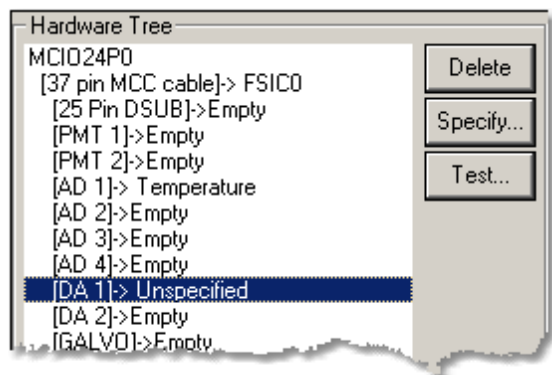 Hardware Tree
MCIO24P0
[37 pin MCC cable]-> FSIC0
[25 Pin DSUB]->Empty
[PMT 1]->Empty
[PMT 2]->Empty
[AD 1]-> Temperature
[AD 2]->Empty
[AD 3]->Empty
[AD 4]->Empty
[DA 1]-> Unspecified
[DA 2]->Empty
[GALVO]->Empty
Delete
Specify...
Test...